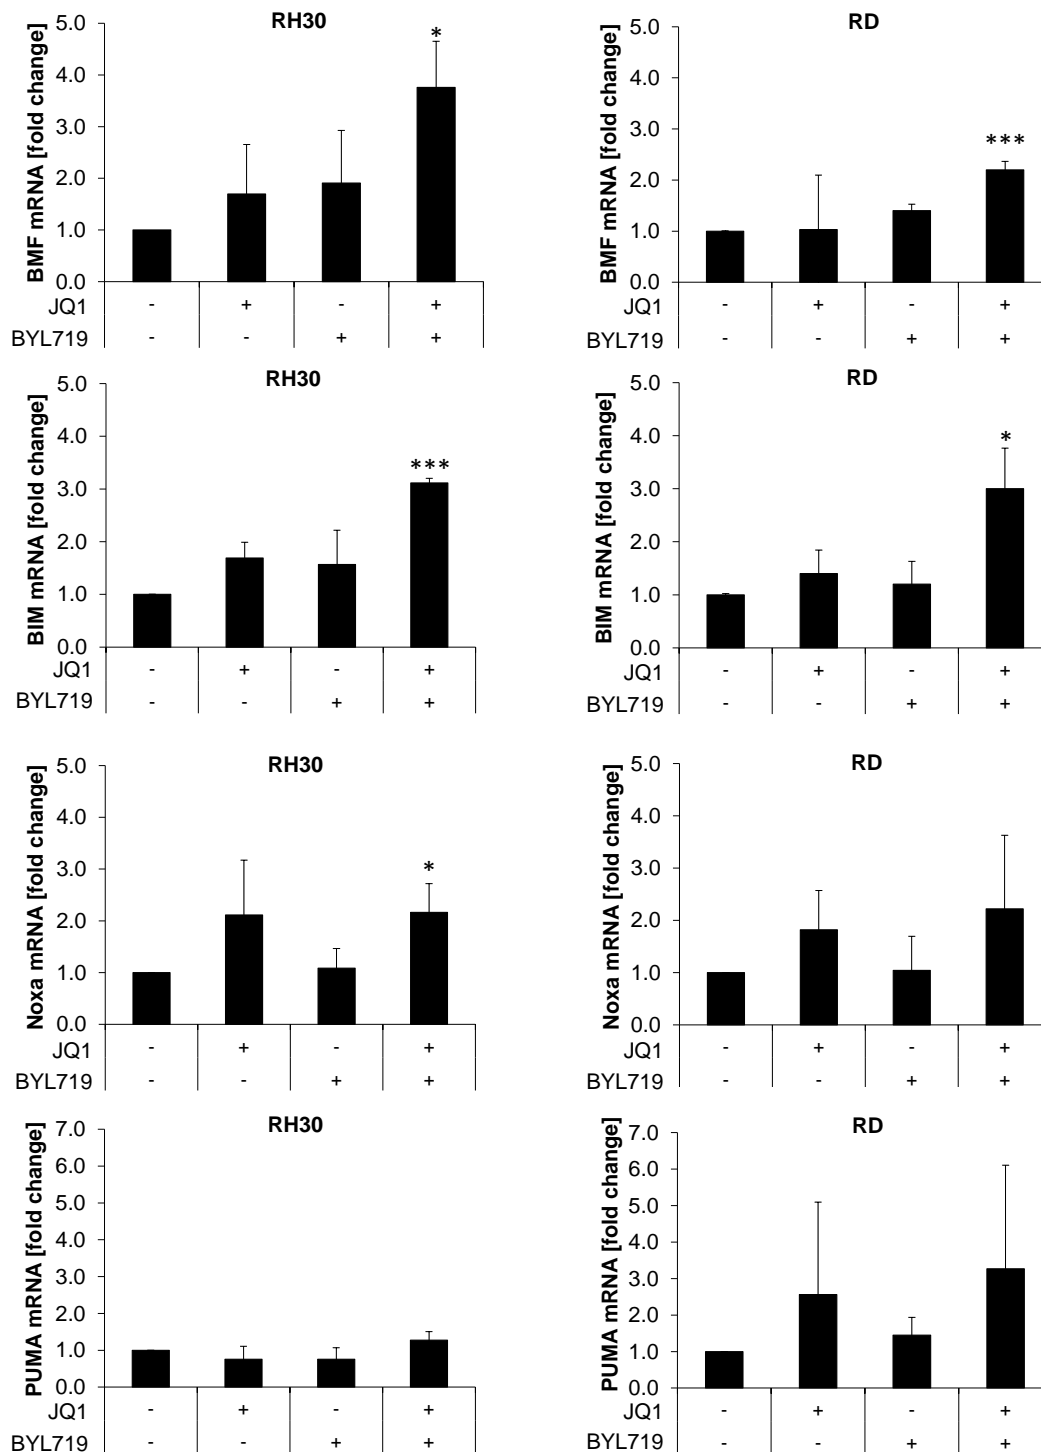 RH30
BMF mRNA [fold change]
5.0
4.0
3.0
2.0
1.0
0.0
*
JQ1 - + - +
BYL719 - - + +
RD
BMF mRNA [fold change]
5.0
4.0
3.0
2.0
1.0
0.0
***
JQ1 - + - +
BYL719 - - + +
RH30
BIM mRNA [fold change]
5.0
4.0
3.0
2.0
1.0
0.0
***
JQ1 - + - +
BYL719 - - + +
RD
BIM mRNA [fold change]
5.0
4.0
3.0
2.0
1.0
0.0
*
JQ1 - + - +
BYL719 - - + +
RH30
Noxa mRNA [fold change]
5.0
4.0
3.0
2.0
1.0
0.0
*
JQ1 - + - +
BYL719 - - + +
RD
Noxa mRNA [fold change]
5.0
4.0
3.0
2.0
1.0
0.0
JQ1 - + - +
BYL719 - - + +
RH30
PUMA mRNA [fold change]
7.0
6.0
5.0
4.0
3.0
2.0
1.0
0.0
JQ1 - + - +
BYL719 - - + +
RD
PUMA mRNA [fold change]
7.0
6.0
5.0
4.0
3.0
2.0
1.0
0.0
JQ1 - + - +
BYL719 - - + +